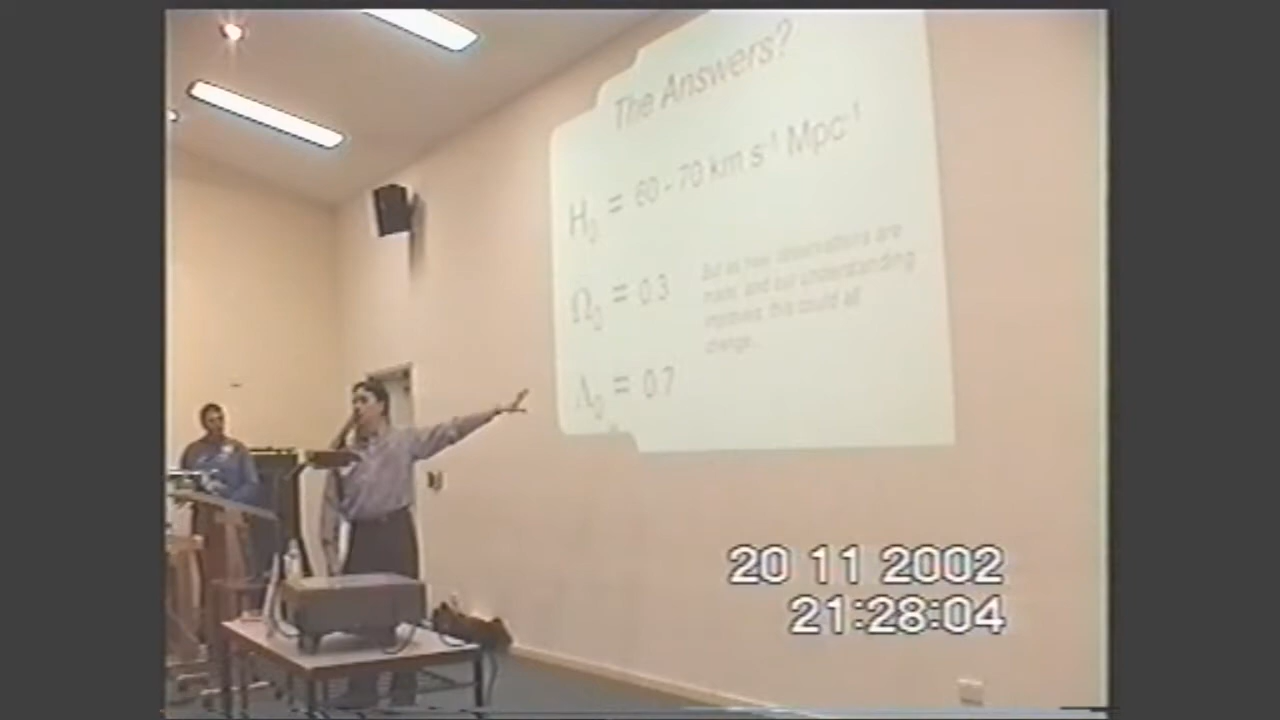 The Answers?
H₀ = 60 - 70 km s⁻¹ Mpc⁻¹
Ω₀ = 0.3
But as new observations are
made, and our understanding
improves, this could all
change...
Λ₀ = 0.7
20 11 2002
21:28:04